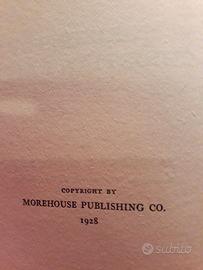 COPYRIGHT BY
MOREHOUSE PUBLISHING CO.
1928
subito